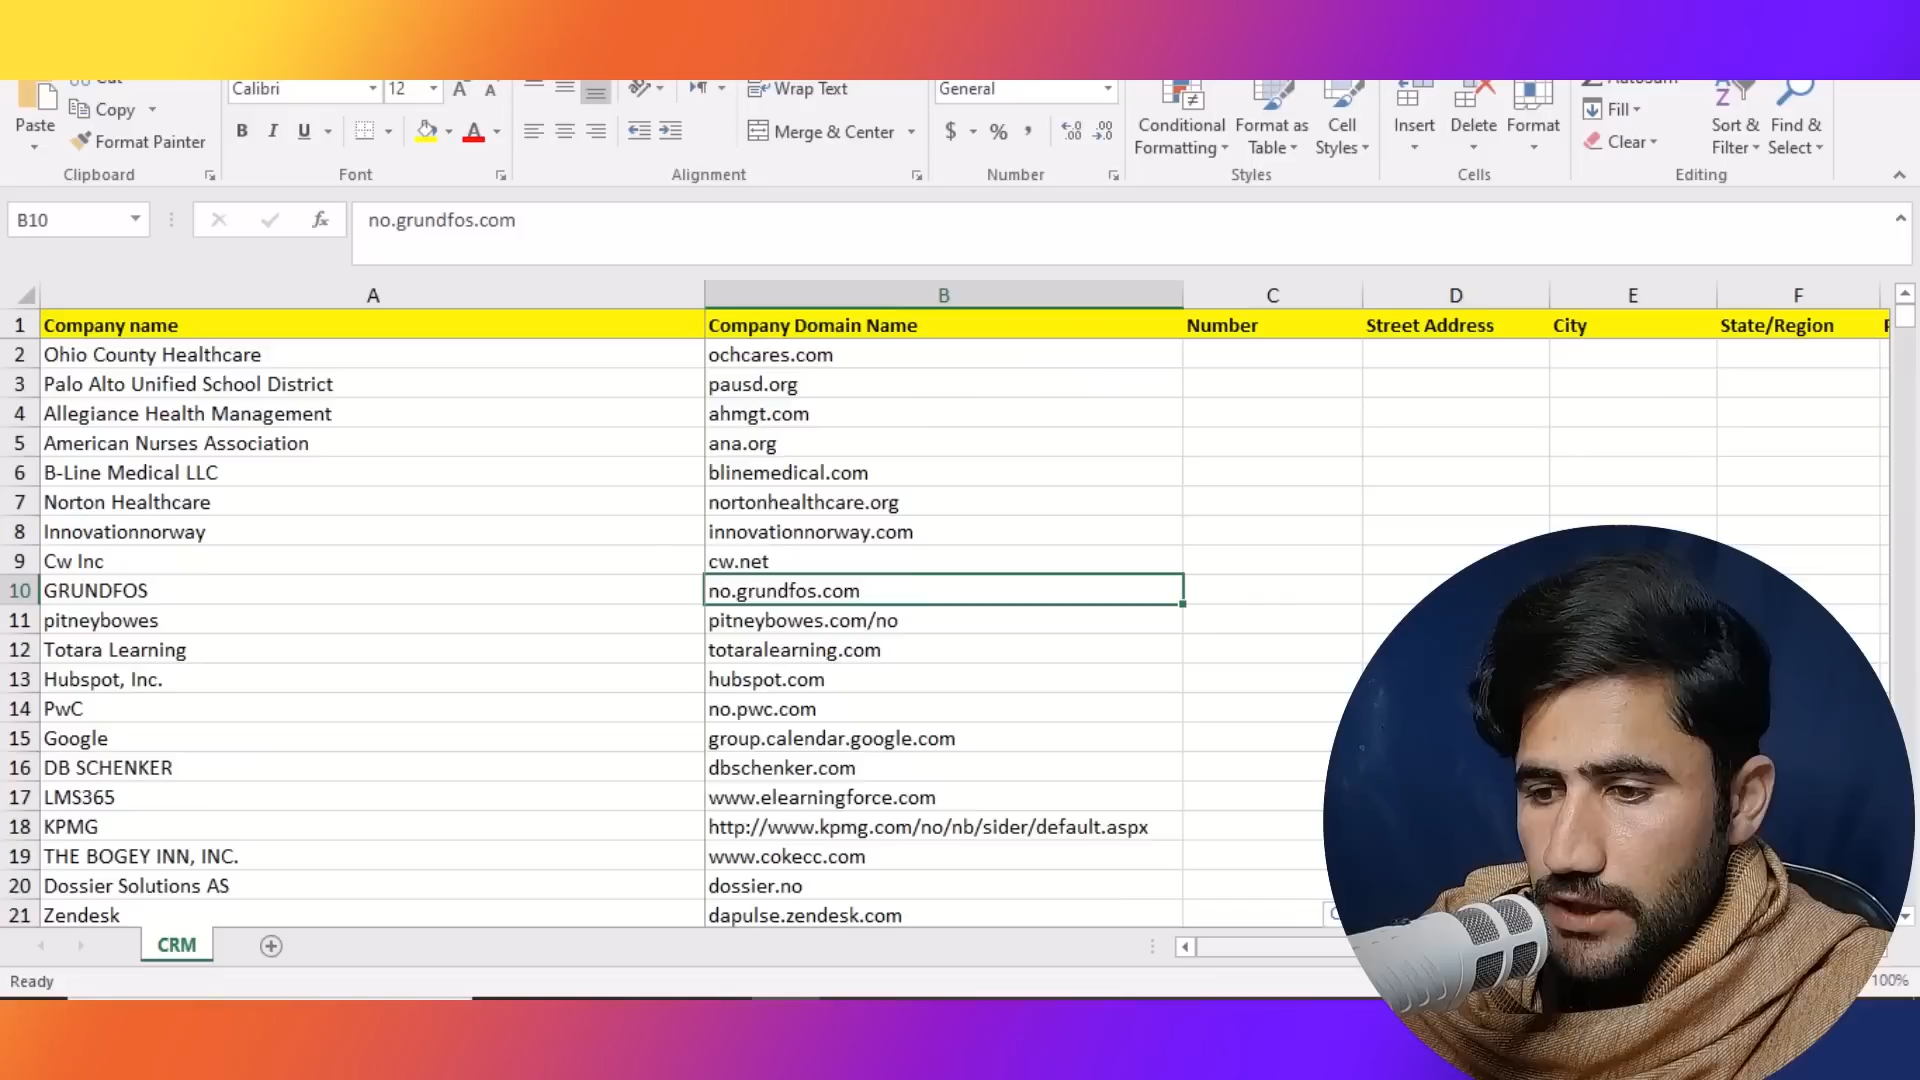 Cut
Calibri 12 Wrap Text General Autosum
Copy Fill
Paste B I U Merge & Center $ % Conditional Format as Cell Insert Delete Format Sort & Find &
Format Painter Formatting Table Styles Clear Filter Select
Clipboard Font Alignment Number Styles Cells Editing
B10 fx no.grundfos.com
A B C D E F
1 Company name Company Domain Name Number Street Address City State/Region
2 Ohio County Healthcare ochcares.com
3 Palo Alto Unified School District pausd.org
4 Allegiance Health Management ahmgt.com
5 American Nurses Association ana.org
6 B-Line Medical LLC blinemedical.com
7 Norton Healthcare nortonhealthcare.org
8 Innovationnorway innovationnorway.com
9 Cw Inc cw.net
10 GRUNDFOS no.grundfos.com
11 pitneybowes pitneybowes.com/no
12 Totara Learning totaralearning.com
13 Hubspot, Inc. hubspot.com
14 PwC no.pwc.com
15 Google group.calendar.google.com
16 DB SCHENKER dbschenker.com
17 LMS365 www.elearningforce.com
18 KPMG http://www.kpmg.com/no/nb/sider/default.aspx
19 THE BOGEY INN, INC. www.cokecc.com
20 Dossier Solutions AS dossier.no
21 Zendesk dapulse.zendesk.com
CRM
Ready 100%